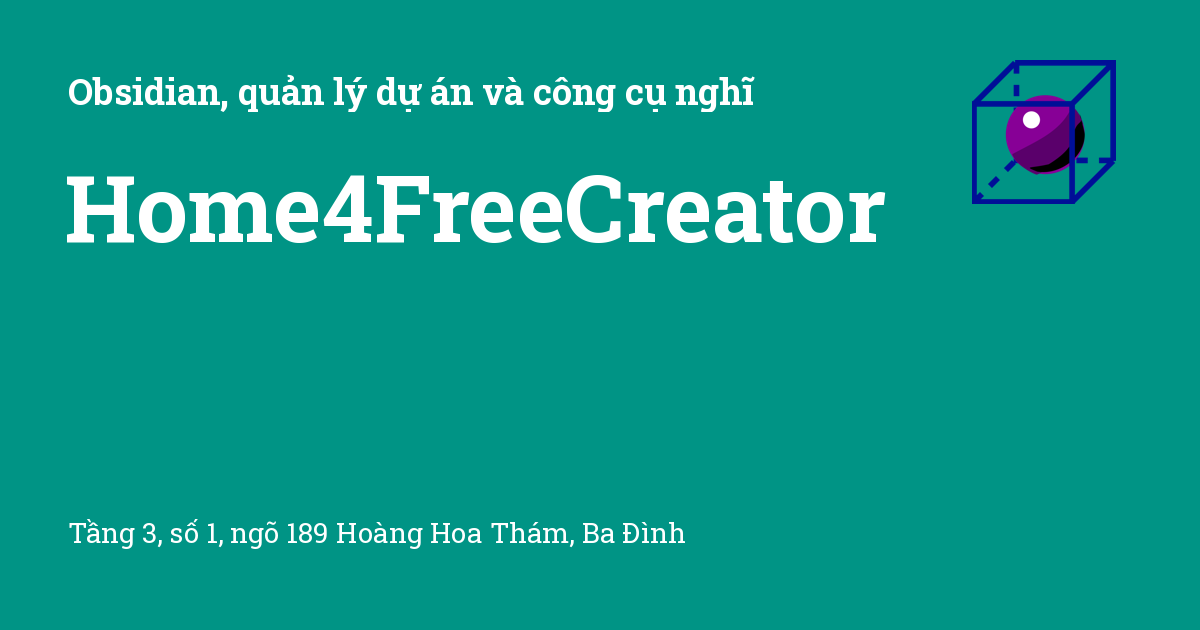 Obsidian, quản lý dự án và công cụ nghĩ
Home4FreeCreator
Tầng 3, số 1, ngõ 189 Hoàng Hoa Thám, Ba Đình